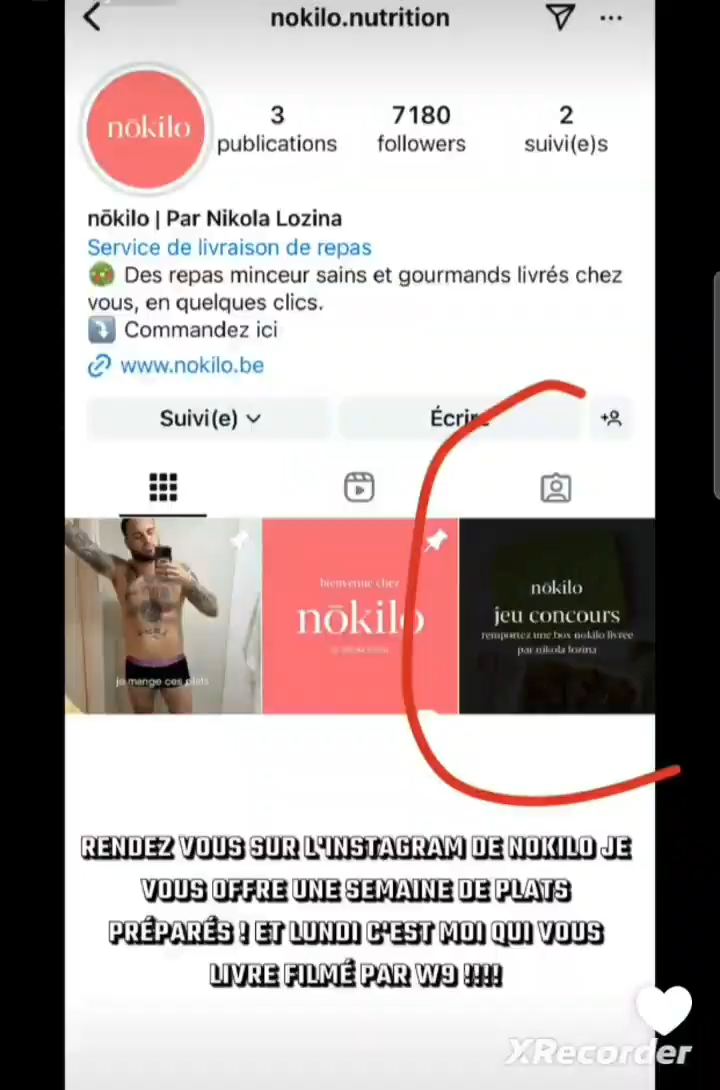 nokilo.nutrition
nōkilo
3
7180
2
publications
followers
suivi(e)s
nōkilo | Par Nikola Lozina
Service de livraison de repas
Des repas minceur sains et gourmands livrés chez
vous, en quelques clics.
Commandez ici
www.nokilo.be
Suivi(e)
Écrire
je mange ces plats
bienvenue chez
nōkilo
nōkilo
jeu concours
remportez une box nokilo livrée
par nikola lozina
RENDEZ VOUS SUR L'INSTAGRAM DE NOKILO JE
VOUS OFFRE UNE SEMAINE DE PLATS
PRÉPARÉS ! ET LUNDI C'EST MOI QUI VOUS
LIVRE FILMÉ PAR W9 !!!!
XRecorder